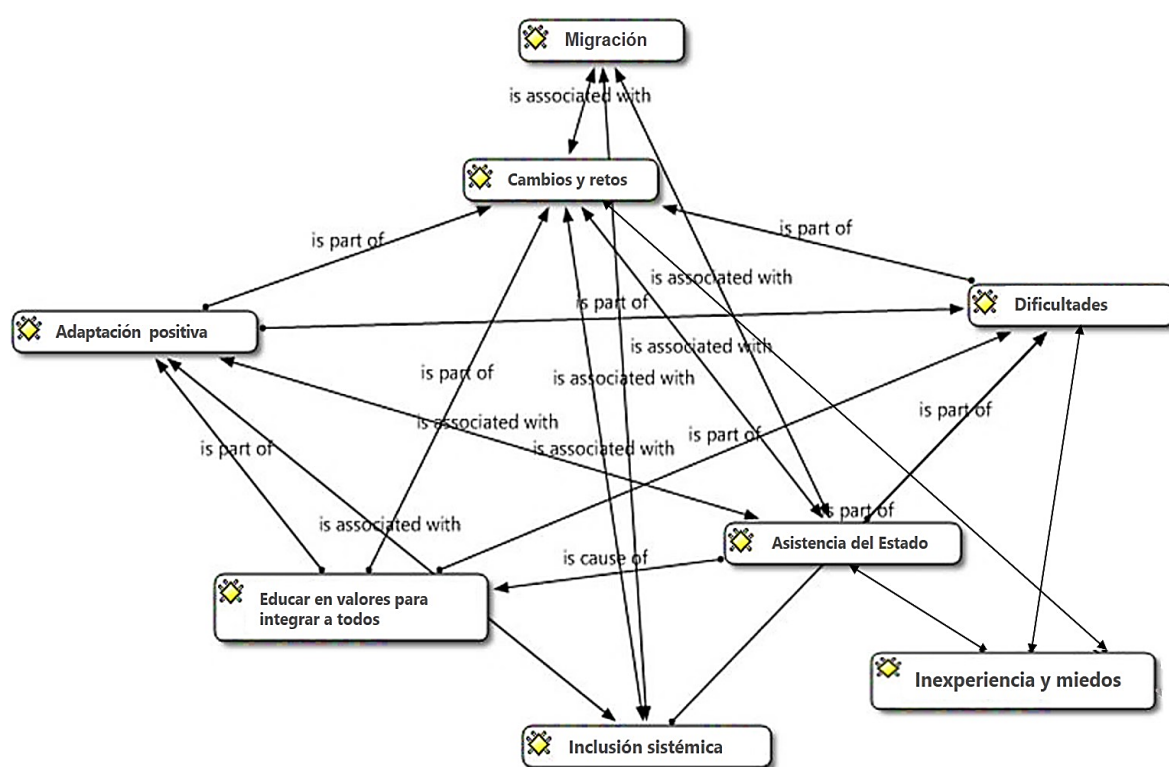 Migración
is associated with
Cambios y retos
is part of
is part of
is associated with
is part of
Dificultades
Adaptación positiva
is associated with
is part of
is associated with
is part of
is associated with
is part of
is part of
is associated with
is part of
is associated with
Asistencia del Estado
is cause of
Educar en valores para
integrar a todos
Inexperiencia y miedos
Inclusión sistémica